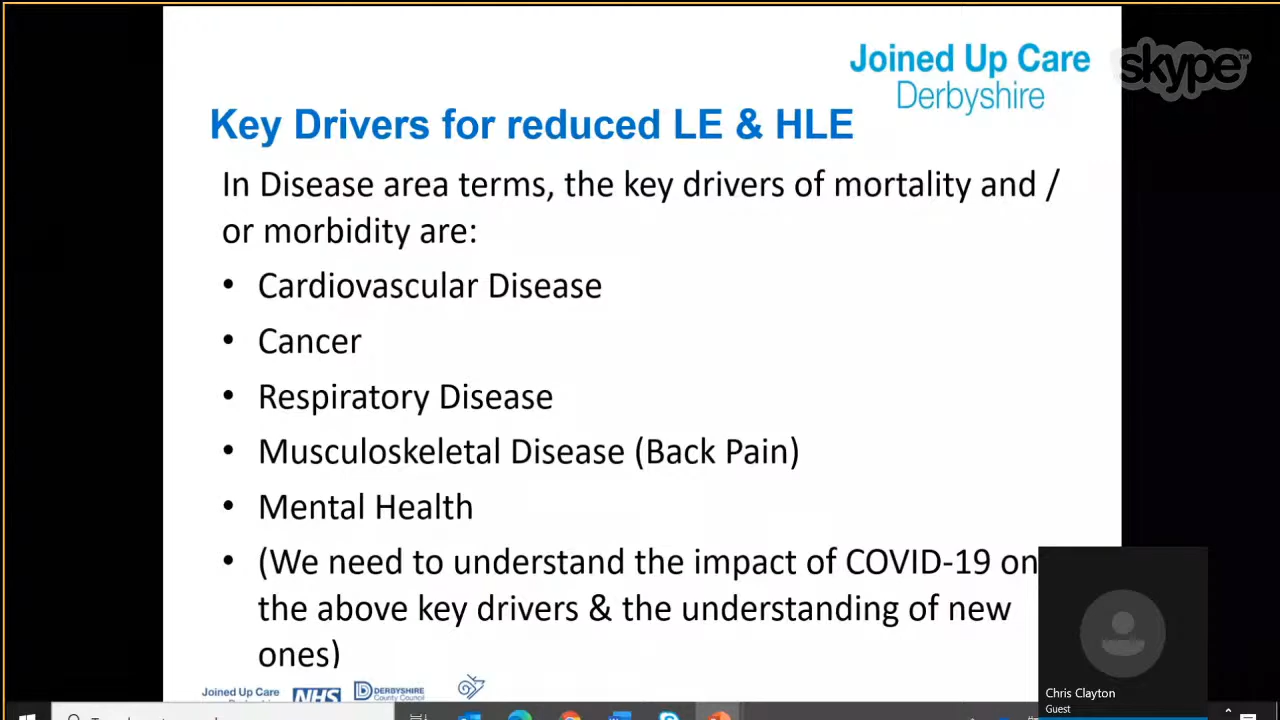 Joined Up Care
Derbyshire
skype™
Key Drivers for reduced LE & HLE
In Disease area terms, the key drivers of mortality and /
or morbidity are:
• Cardiovascular Disease
• Cancer
• Respiratory Disease
• Musculoskeletal Disease (Back Pain)
• Mental Health
• (We need to understand the impact of COVID-19 on
the above key drivers & the understanding of new
ones)
Joined Up Care
NHS
DERBYSHIRE
County Council
Chris Clayton
Guest